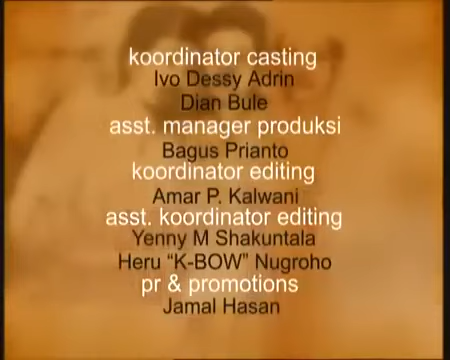 koordinator casting
Ivo Dessy Adrin
Dian Bule
asst. manager produksi
Bagus Prianto
koordinator editing
Amar P. Kalwani
asst. koordinator editing
Yenny M Shakuntala
Heru “K-BOW” Nugroho
pr & promotions
Jamal Hasan